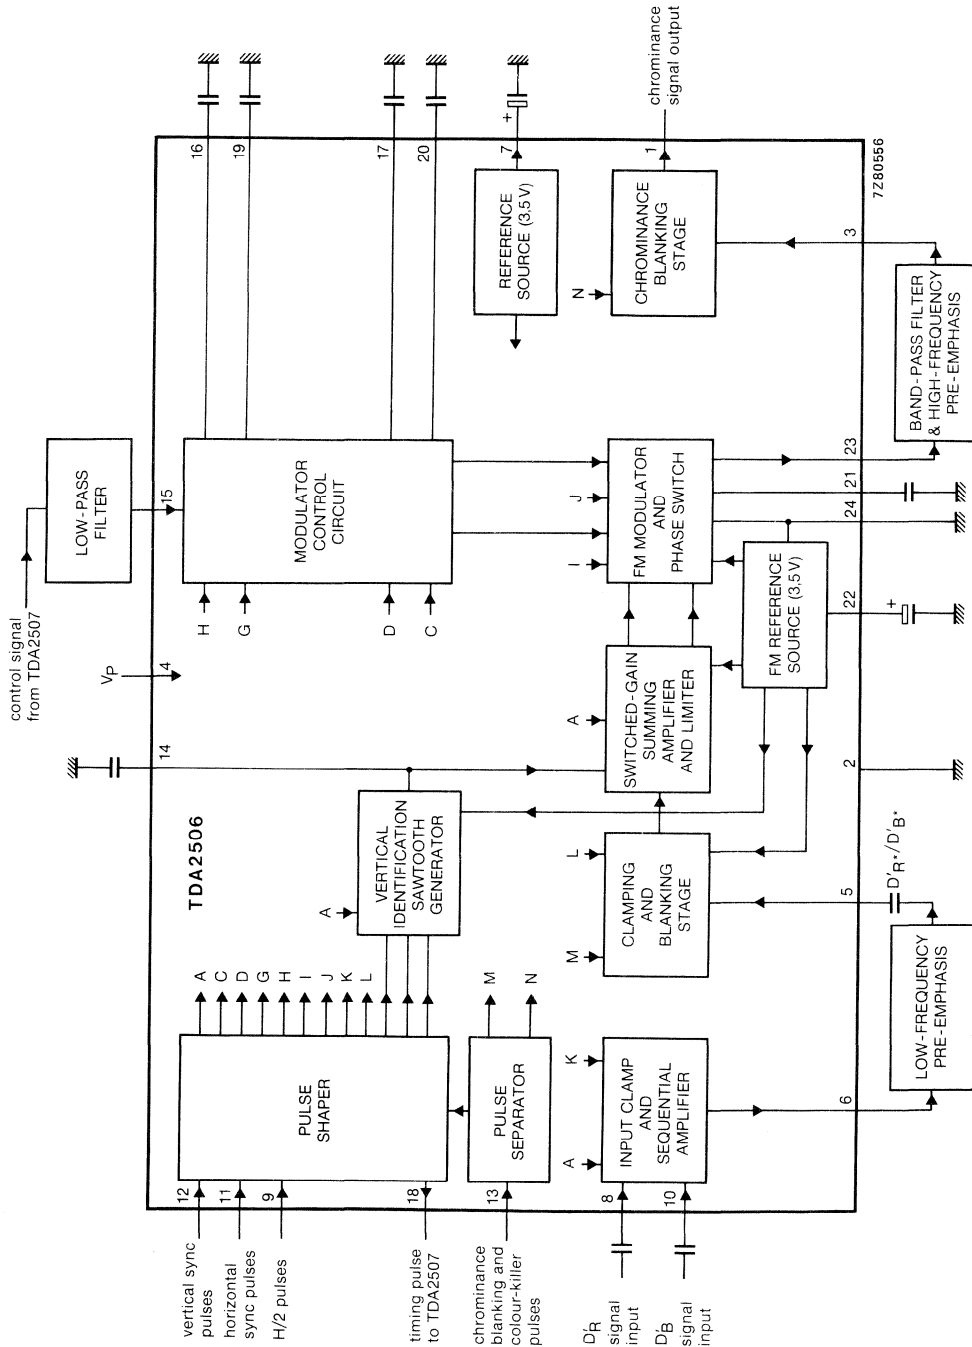 control signal
from TDA2507
LOW-PASS
FILTER
VP
4
15
14
TDA2506
16
19
17
20
7
+
1
chrominance
signal output
MODULATOR
CONTROL
CIRCUIT
H
G
D
C
REFERENCE
SOURCE (3,5 V)
CHROMINANCE
BLANKING
STAGE
N
3
7Z80556
BAND-PASS FILTER
& HIGH-FREQUENCY
PRE-EMPHASIS
FM MODULATOR
AND
PHASE SWITCH
I
J
23
21
24
FM REFERENCE
SOURCE (3,5V)
22
+
SWITCHED-GAIN
SUMMING
AMPLIFIER
AND LIMITER
A
2
VERTICAL
IDENTIFICATION
SAWTOOTH
GENERATOR
A
CLAMPING
AND
BLANKING
STAGE
M
L
5
D'R*/D'B*
LOW-FREQUENCY
PRE-EMPHASIS
6
PULSE
SHAPER
A
C
D
G
H
I
J
K
L
PULSE
SEPARATOR
M
N
INPUT CLAMP
AND
SEQUENTIAL
AMPLIFIER
A
K
12
11
9
18
13
8
10
vertical sync
pulses
horizontal
sync pulses
H/2 pulses
timing pulse
to TDA2507
chrominance
blanking and
colour-killer
pulses
D'R
signal
input
D'B
signal
input